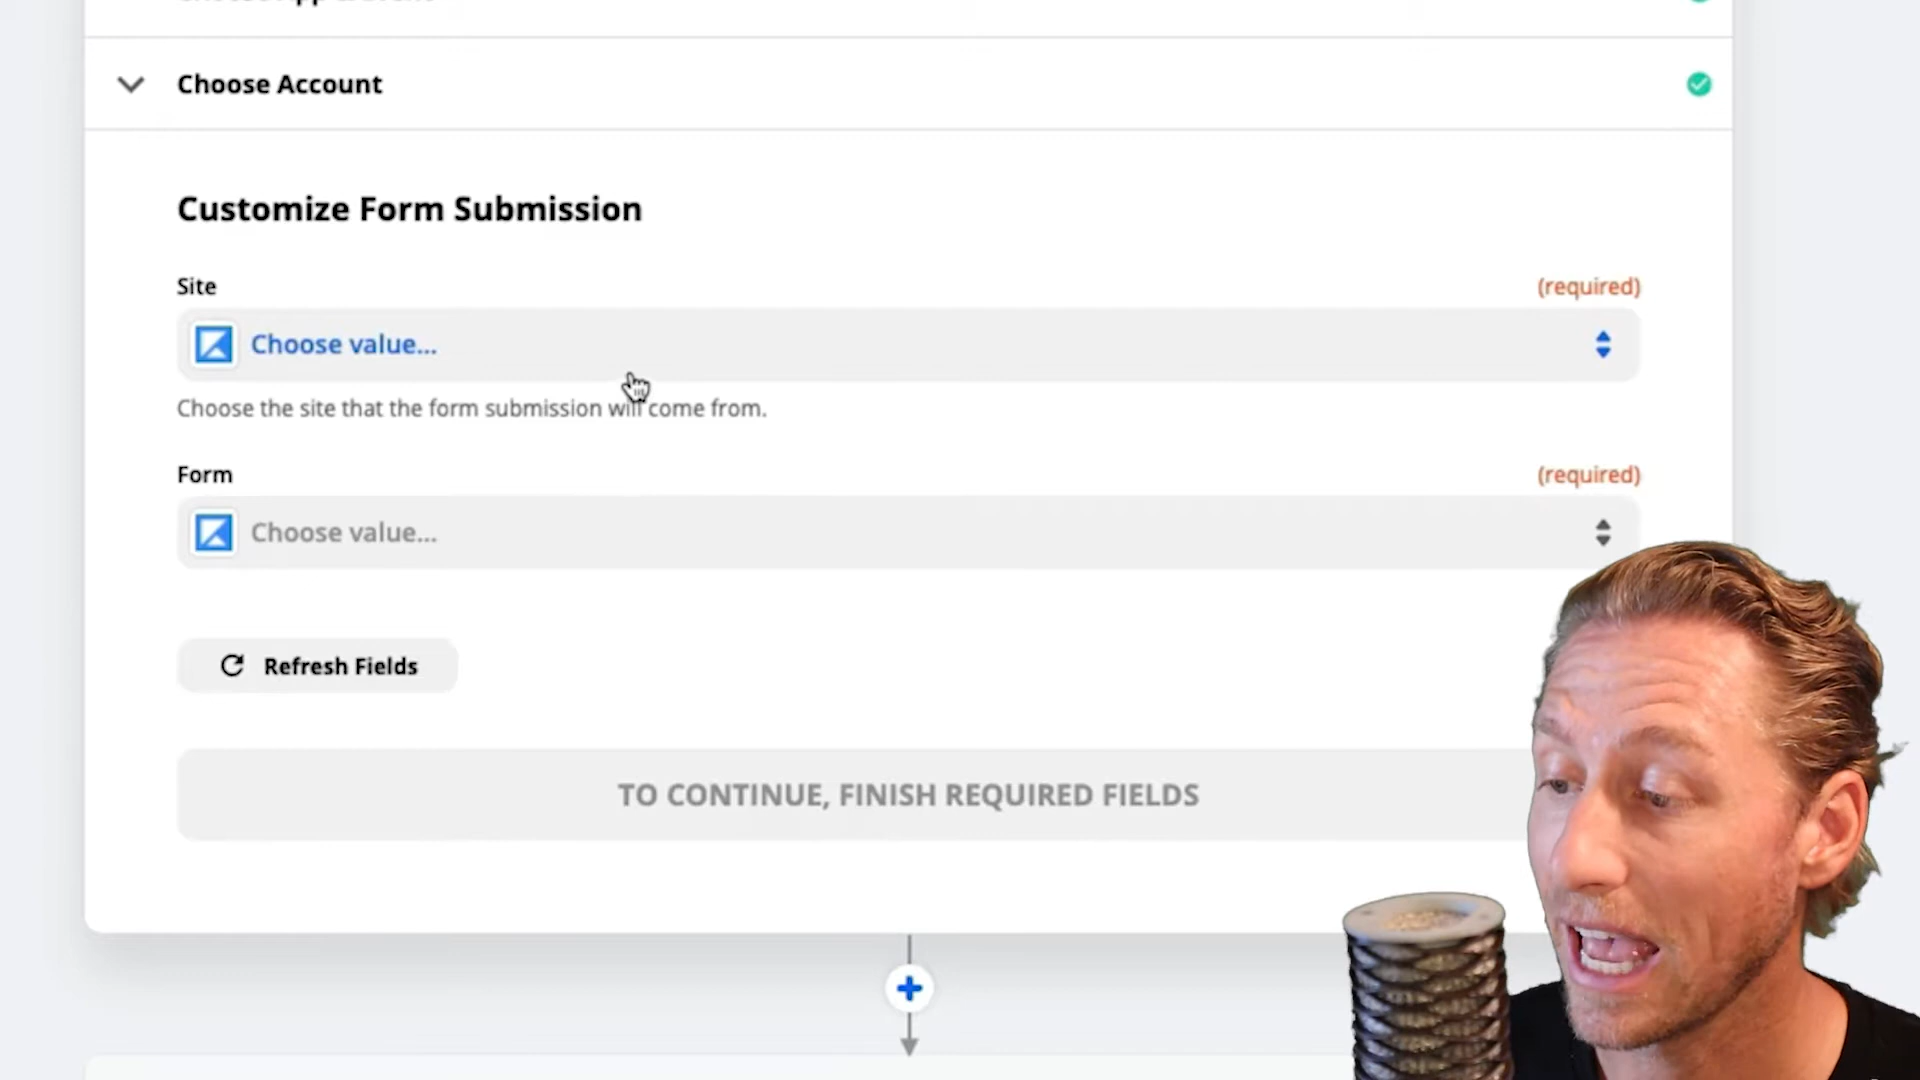 Choose Account
Customize Form Submission
Site
(required)
Choose value...
Choose the site that the form submission will come from.
Form
(required)
Choose value...
Refresh Fields
TO CONTINUE, FINISH REQUIRED FIELDS